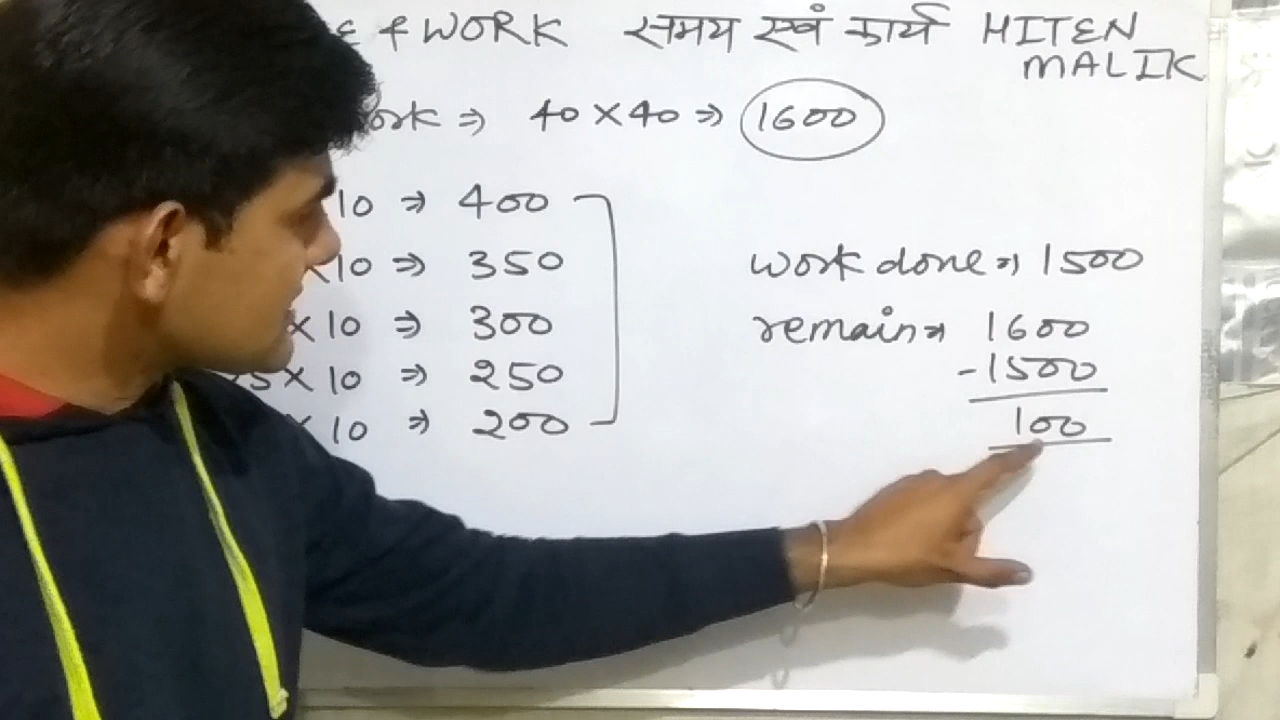 & WORK समय एवं कार्य HITEN
MALIK
ork ⇒ 40 × 40 ⇒ 1600
10 ⇒ 400
×10 ⇒ 350
× 10 ⇒ 300
5 × 10 ⇒ 250
× 10 ⇒ 200
work done ⇒ 1500
remain ⇒ 1600
-1500
100